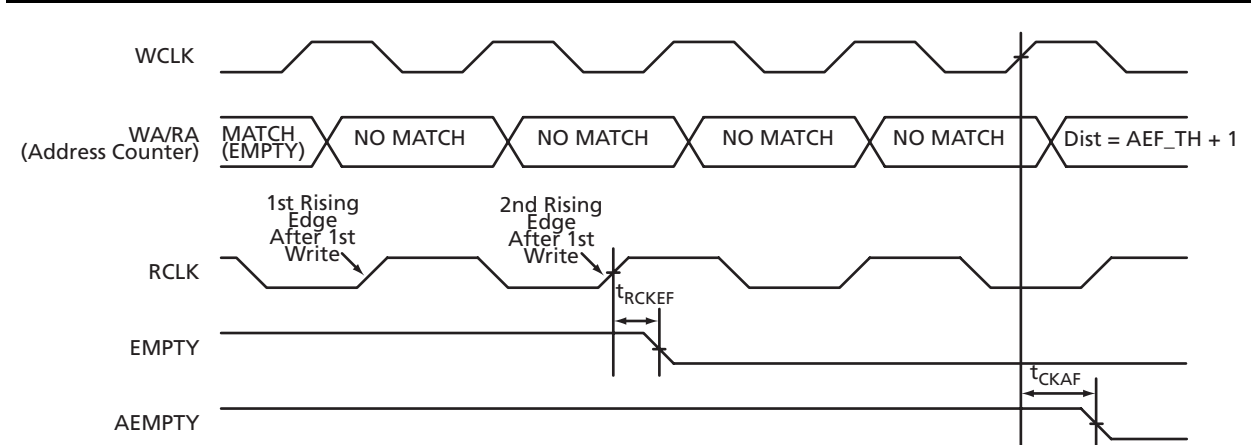 WCLK
WA/RA
(Address Counter)
MATCH
(EMPTY)
NO MATCH
NO MATCH
NO MATCH
NO MATCH
Dist = AEF_TH + 1
1st Rising
Edge
After 1st
Write
2nd Rising
Edge
After 1st
Write
RCLK
tRCKEF
EMPTY
tCKAF
AEMPTY